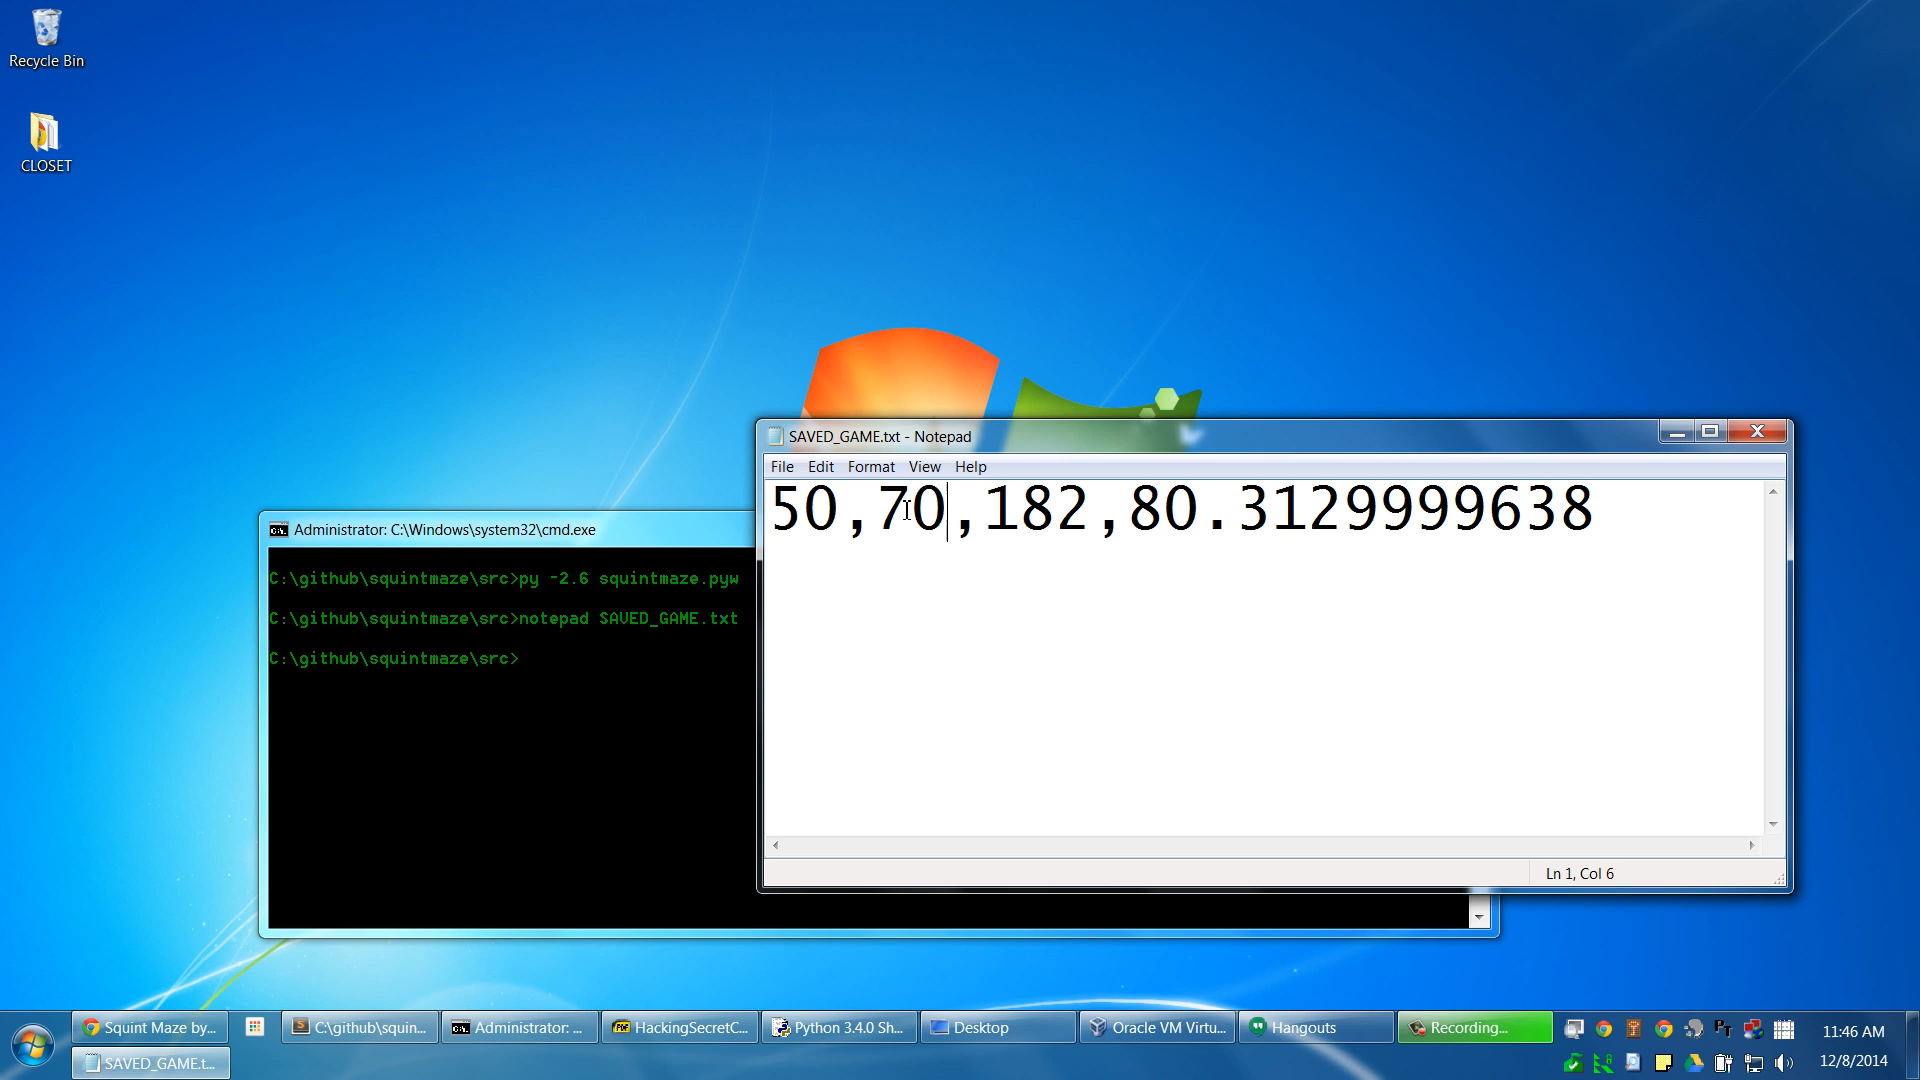 Recycle Bin
CLOSET
SAVED_GAME.txt - Notepad
File Edit Format View Help
50,70,182,80.3129999638
Ln 1, Col 6
Administrator: C:\Windows\system32\cmd.exe
C:\github\squintmaze\src>py -2.6 squintmaze.pyw
C:\github\squintmaze\src>notepad SAVED_GAME.txt
C:\github\squintmaze\src>
Squint Maze by...
C:\github\squin...
Administrator: ...
HackingSecretC...
Python 3.4.0 Sh...
Desktop
Oracle VM Virtu...
Hangouts
Recording...
11:46 AM
SAVED_GAME.t...
12/8/2014